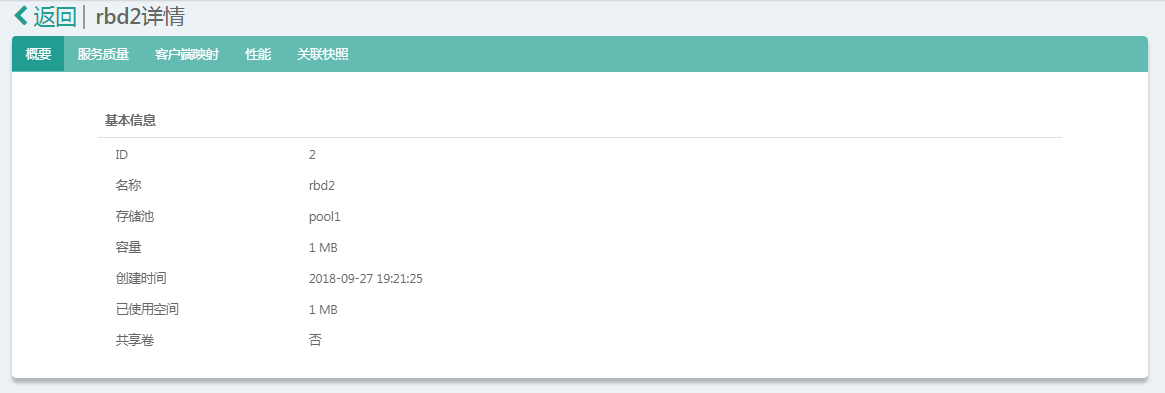 返回 | rbd2详情
概要 服务质量 客户端映射 性能 关联快照
基本信息
ID 2
名称 rbd2
存储池 pool1
容量 1 MB
创建时间 2018-09-27 19:21:25
已使用空间 1 MB
共享卷 否